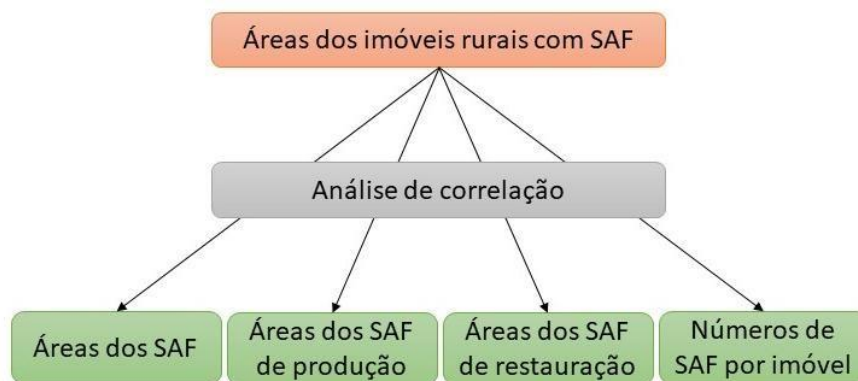 Áreas dos imóveis rurais com SAF
Análise de correlação
Áreas dos SAF
Áreas dos SAF
de produção
Áreas dos SAF
de restauração
Números de
SAF por imóvel